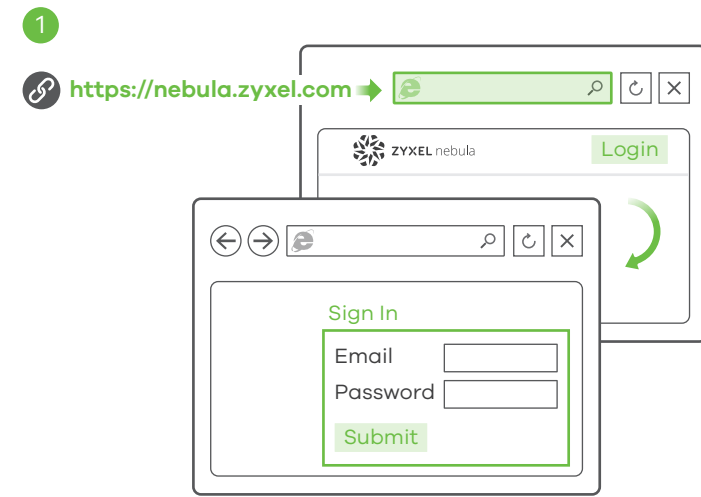 1
https://nebula.zyxel.com
ZYXEL nebula
Login
Sign In
Email
Password
Submit